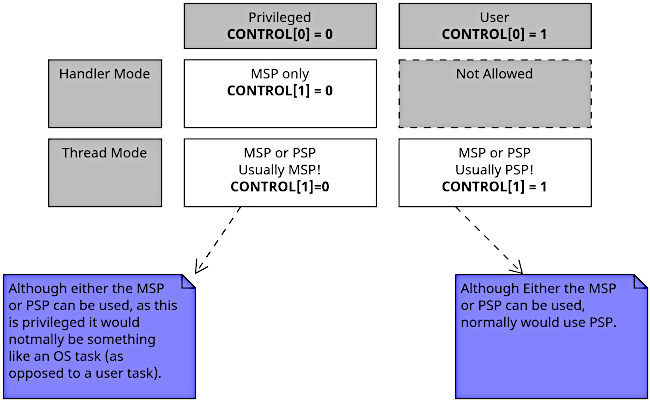 Privileged
CONTROL[0] = 0
User
CONTROL[0] = 1
Handler Mode
MSP only
CONTROL[1] = 0
Not Allowed
Thread Mode
MSP or PSP
Usually MSP!
CONTROL[1]=0
MSP or PSP
Usually PSP!
CONTROL[1] = 1
Although either the MSP
or PSP can be used, as this
is privileged it would
notmally be something
like an OS task (as
opposed to a user task).
Although Either the MSP
or PSP can be used,
normally would use PSP.